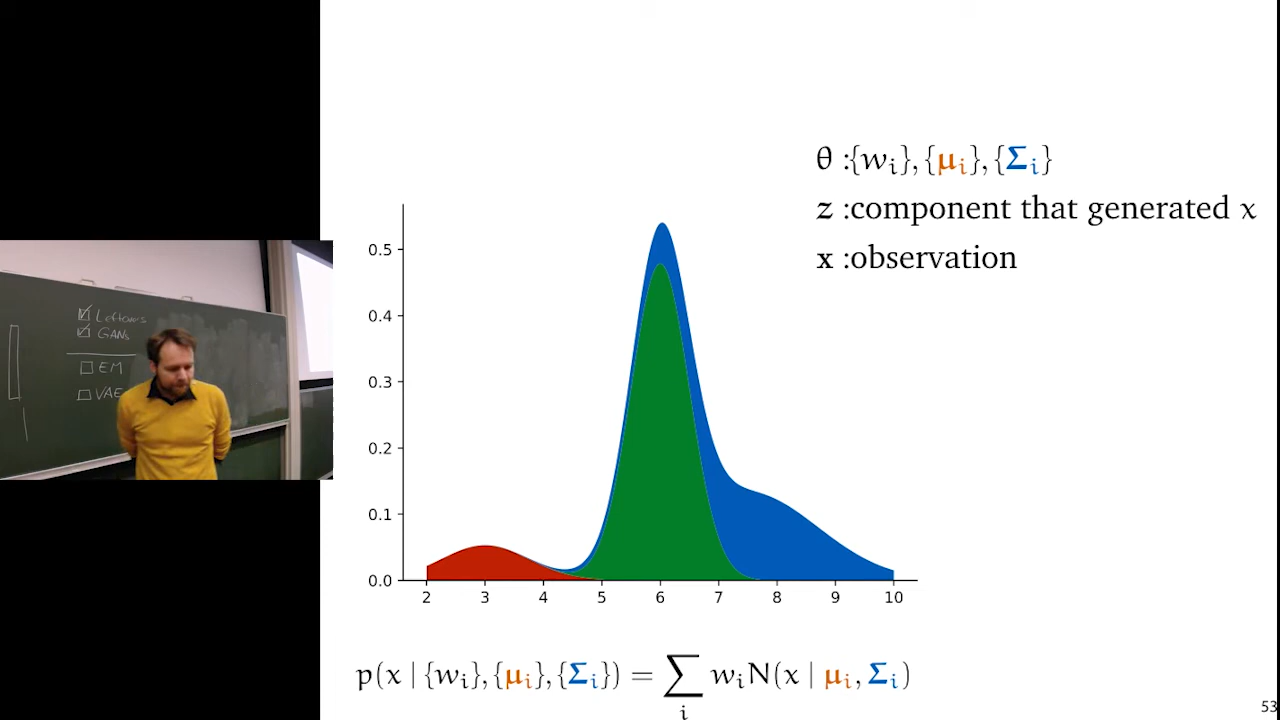 θ :{wᵢ}, {μᵢ}, {Σᵢ}
z :component that generated x
x :observation
0.5
0.4
0.3
0.2
0.1
0.0
2 3 4 5 6 7 8 9 10
p(x | {wᵢ}, {μᵢ}, {Σᵢ}) = ∑ᵢ wᵢN(x | μᵢ, Σᵢ)
53
☑ Leftovers
☑ GANs
☐ EM
☐ VAE